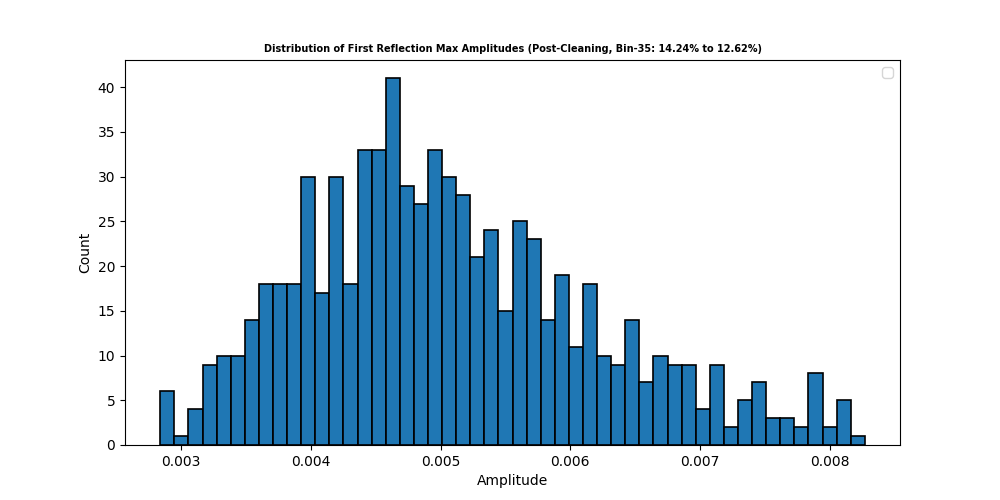 Distribution of First Reflection Max Amplitudes (Post-Cleaning, Bin-35: 14.24% to 12.62%)
40
35
30
25
20
15
10
5
0
Count
0.003 0.004 0.005 0.006 0.007 0.008
Amplitude